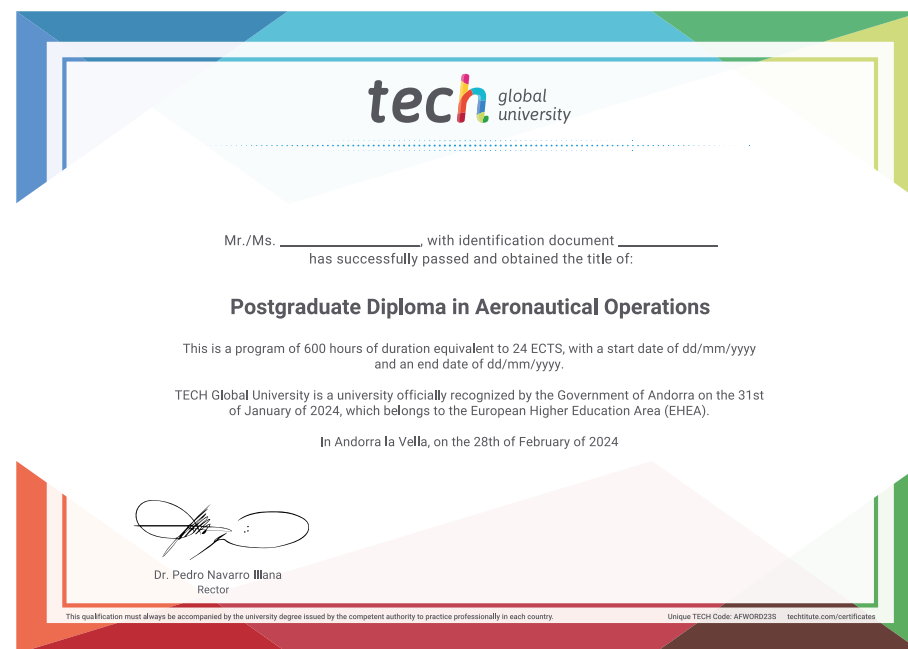 tech global university
Mr./Ms. ____________, with identification document ____________
has successfully passed and obtained the title of:
Postgraduate Diploma in Aeronautical Operations
This is a program of 600 hours of duration equivalent to 24 ECTS, with a start date of dd/mm/yyyy
and an end date of dd/mm/yyyy.
TECH Global University is a university officially recognized by the Government of Andorra on the 31st
of January of 2024, which belongs to the European Higher Education Area (EHEA).
In Andorra la Vella, on the 28th of February of 2024
Dr. Pedro Navarro Illana
Rector
This qualification must always be accompanied by the university degree issued by the competent authority to practice professionally in each country.
Unique TECH Code: AFWORD23S techtitute.com/certificates